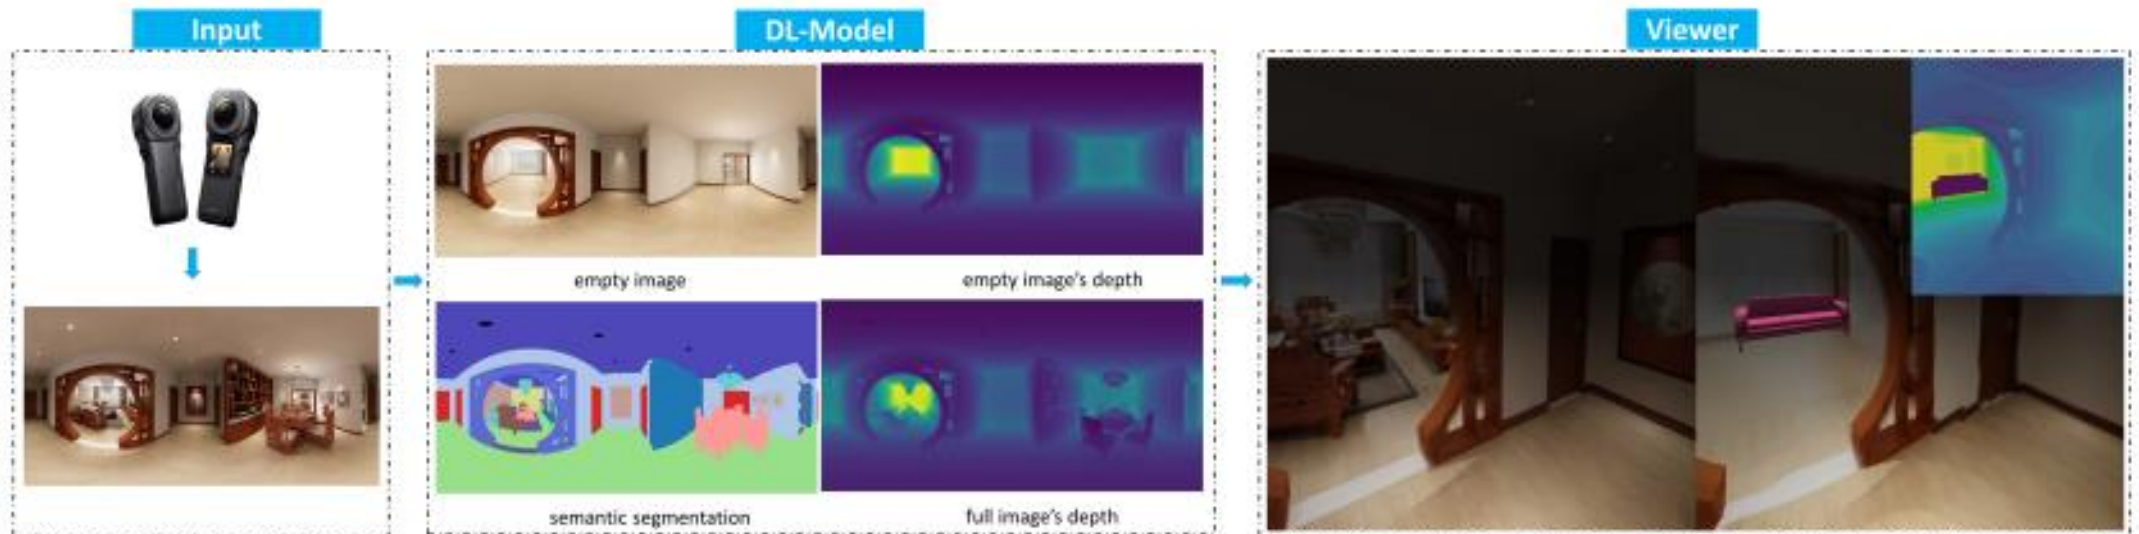 Input
DL-Model
Viewer
empty image
empty image's depth
semantic segmentation
full image's depth